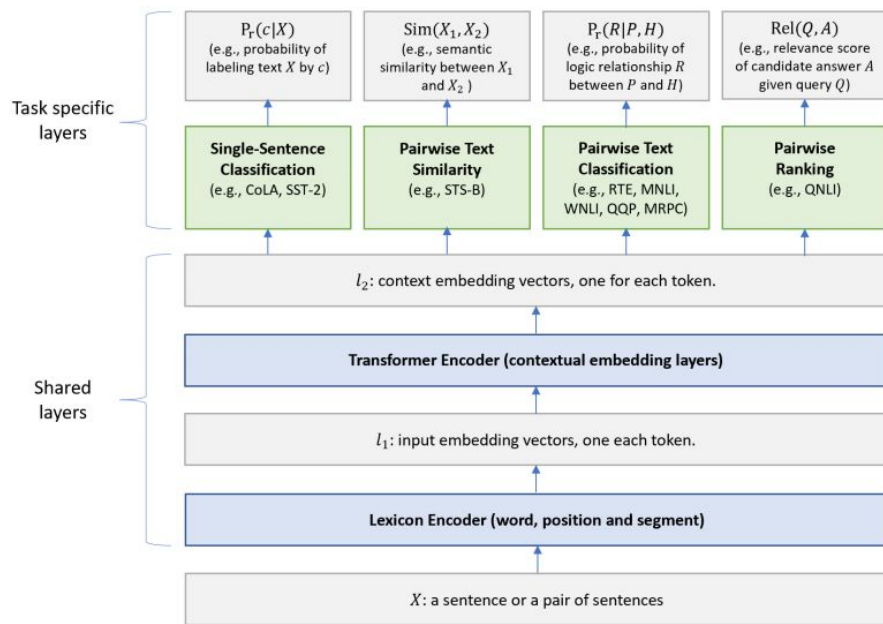 Pr(c|X)
(e.g., probability of
labeling text X by c)
Sim(X1, X2)
(e.g., semantic
similarity between X1
and X2 )
Pr(R|P, H)
(e.g., probability of
logic relationship R
between P and H)
Rel(Q, A)
(e.g., relevance score
of candidate answer A
given query Q)
Task specific
layers
Single-Sentence
Classification
(e.g., CoLA, SST-2)
Pairwise Text
Similarity
(e.g., STS-B)
Pairwise Text
Classification
(e.g., RTE, MNLI,
WNLI, QQP, MRPC)
Pairwise
Ranking
(e.g., QNLI)
l2: context embedding vectors, one for each token.
Transformer Encoder (contextual embedding layers)
Shared
layers
l1: input embedding vectors, one each token.
Lexicon Encoder (word, position and segment)
X: a sentence or a pair of sentences